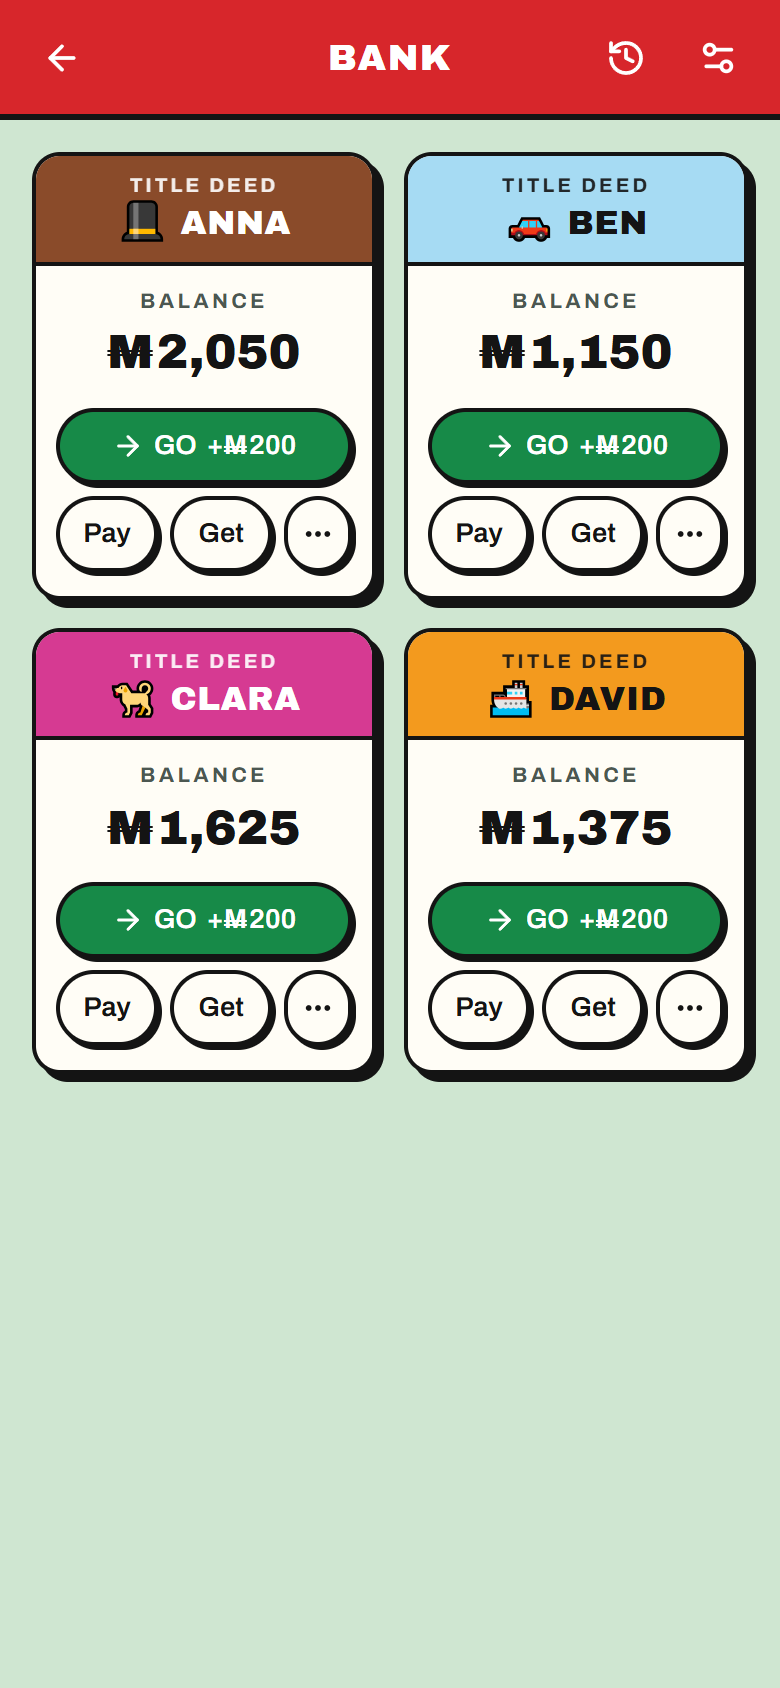 BANK
TITLE DEED
ANNA
BALANCE
₩2,050
GO +₩200
Pay
Get
TITLE DEED
BEN
BALANCE
₩1,150
GO +₩200
Pay
Get
TITLE DEED
CLARA
BALANCE
₩1,625
GO +₩200
Pay
Get
TITLE DEED
DAVID
BALANCE
₩1,375
GO +₩200
Pay
Get